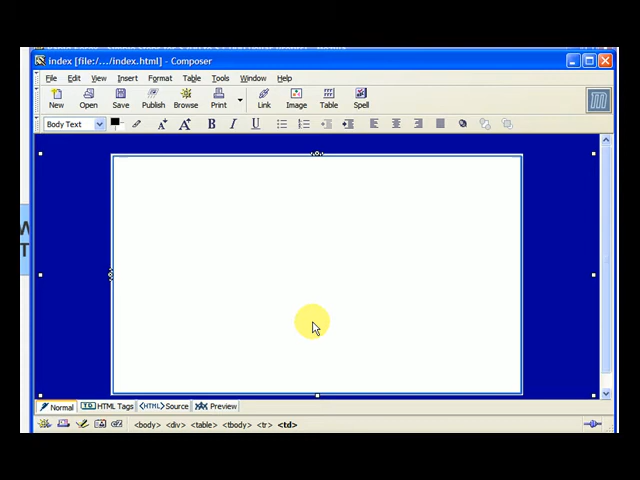 index [file:/.../index.html] - Composer
File Edit View Insert Format Table Tools Window Help
New Open Save Publish Browse Print Link Image Table Spell
Body Text B I U
Normal HTML Tags <HTML> Source Preview
<body> <div> <table> <tbody> <tr> <td>